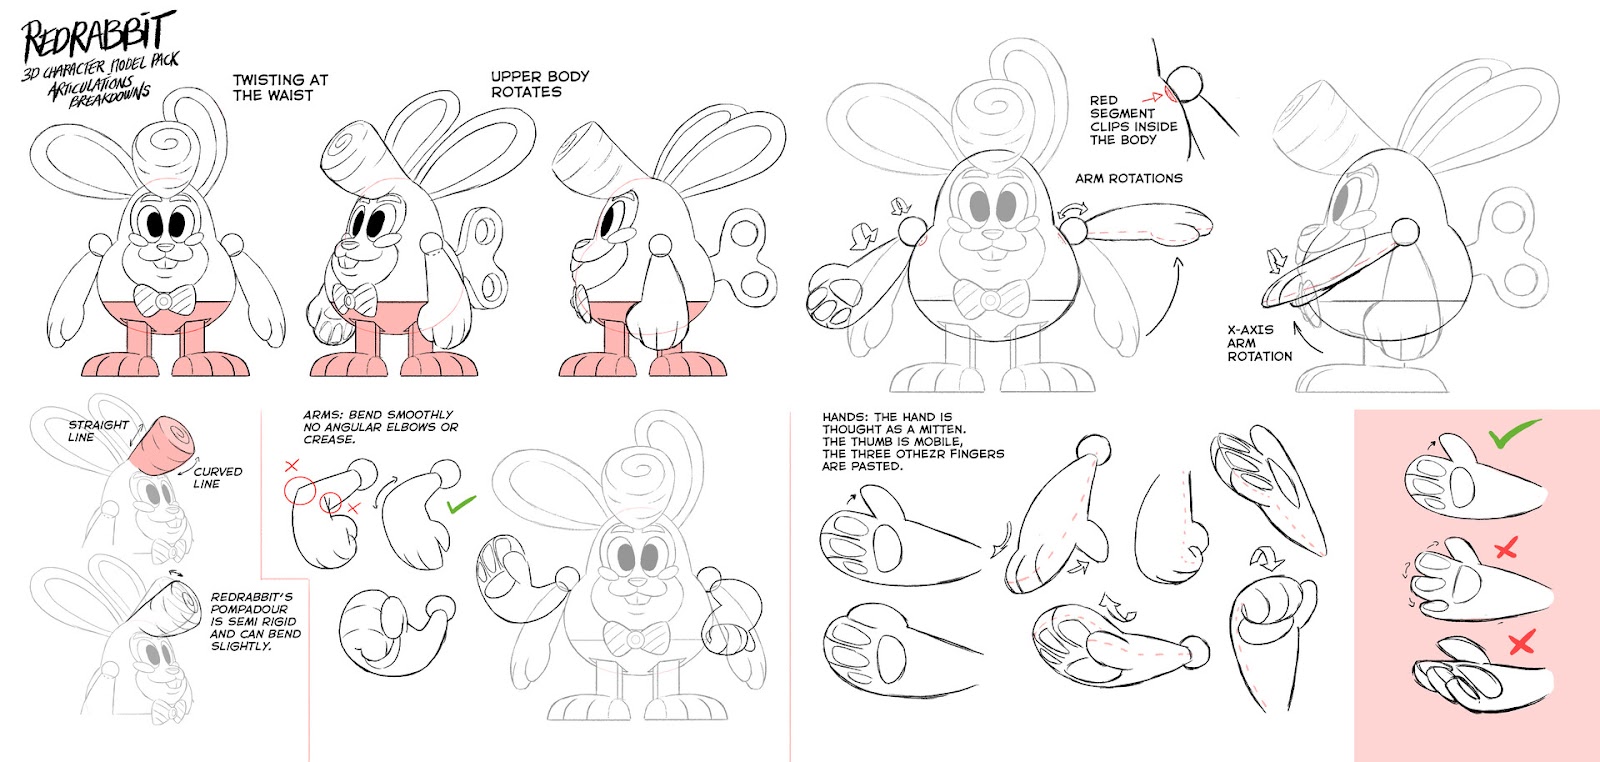 REDRABBIT
3D CHARACTER MODEL PACK
ARTICULATIONS
BREAKDOWNS
TWISTING AT
THE WAIST
UPPER BODY
ROTATES
RED
SEGMENT
CLIPS INSIDE
THE BODY
ARM ROTATIONS
X-AXIS
ARM
ROTATION
STRAIGHT
LINE
CURVED
LINE
REDRABBIT'S
POMPADOUR
IS SEMI RIGID
AND CAN BEND
SLIGHTLY.
ARMS: BEND SMOOTHLY
NO ANGULAR ELBOWS OR
CREASE.
HANDS: THE HAND IS
THOUGHT AS A MITTEN.
THE THUMB IS MOBILE,
THE THREE OTHEZR FINGERS
ARE PASTED.